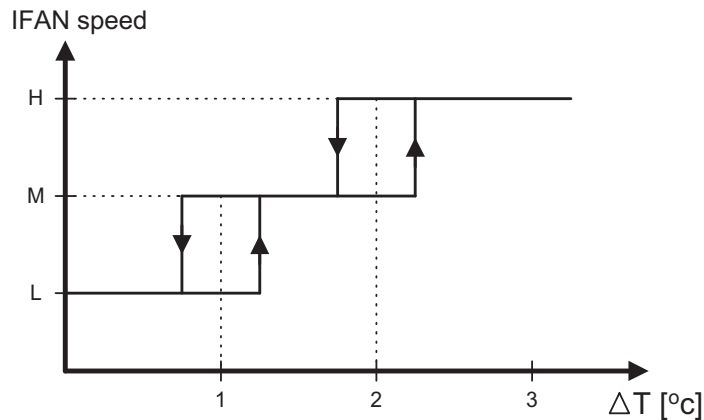 IFAN speed
H
M
L
1 2 3
△T [ºc]